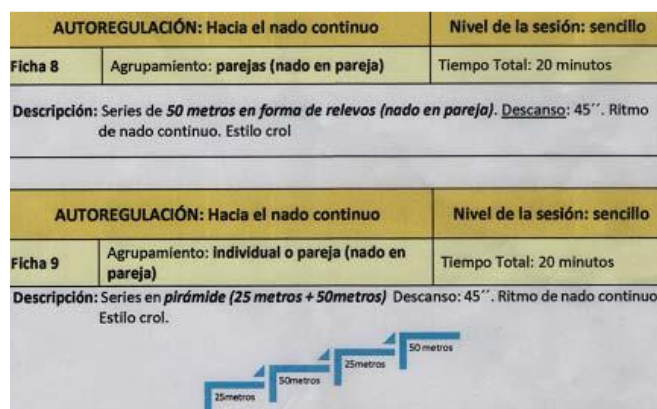 AUTOREGULACIÓN: Hacia el nado continuo Nivel de la sesión: sencillo
Ficha 8 Agrupamiento: parejas (nado en pareja) Tiempo Total: 20 minutos
Descripción: Series de 50 metros en forma de relevos (nado en pareja). Descanso: 45´´. Ritmo
de nado continuo. Estilo crol
AUTOREGULACIÓN: Hacia el nado continuo Nivel de la sesión: sencillo
Ficha 9 Agrupamiento: individual o pareja (nado en
pareja) Tiempo Total: 20 minutos
Descripción: Series en pirámide (25 metros + 50metros) Descanso: 45´´. Ritmo de nado continuo
Estilo crol.
25metros
50metros
25metros
50 metros